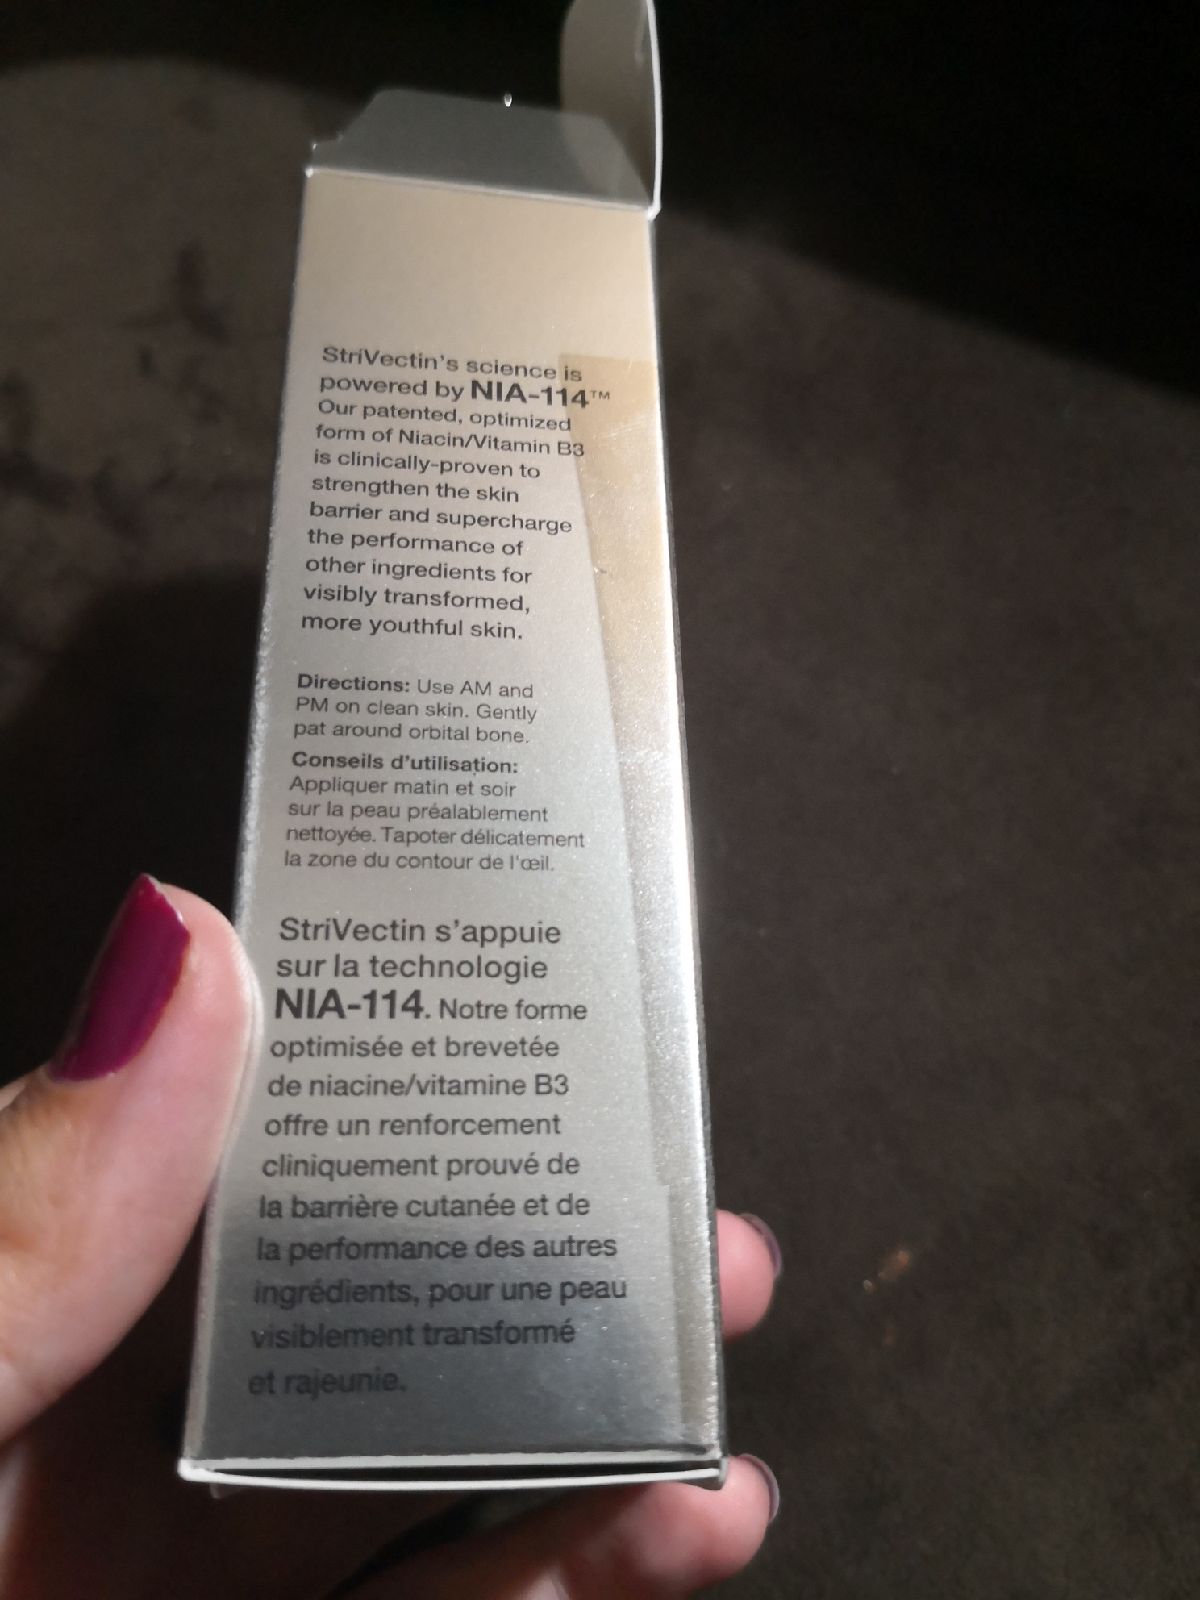 StriVectin's science is
powered by NIA-114™
Our patented, optimized
form of Niacin/Vitamin B3
is clinically-proven to
strengthen the skin
barrier and supercharge
the performance of
other ingredients for
visibly transformed,
more youthful skin.
Directions: Use AM and
PM on clean skin. Gently
pat around orbital bone.
Conseils d'utilisation:
Appliquer matin et soir
sur la peau préalablement
nettoyée. Tapoter délicatement
la zone du contour de l'œil.
StriVectin s'appuie
sur la technologie
NIA-114. Notre forme
optimisée et brevetée
de niacine/vitamine B3
offre un renforcement
cliniquement prouvé de
la barrière cutanée et de
la performance des autres
ingrédients, pour une peau
visiblement transformé
et rajeunie.